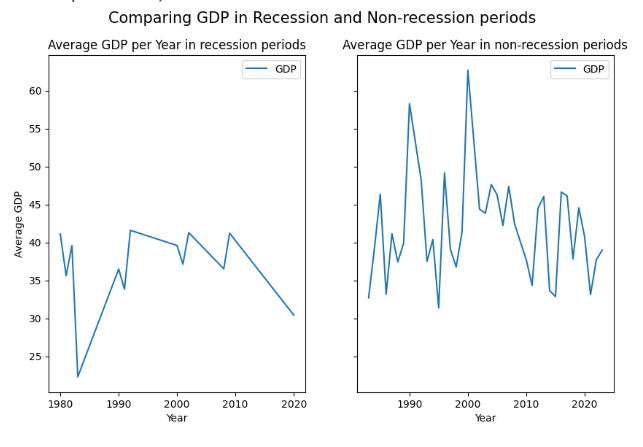 Comparing GDP in Recession and Non-recession periods
Average GDP per Year in recession periods
Average GDP per Year in non-recession periods
GDP
GDP
Average GDP
60
55
50
45
40
35
30
25
1980
1990
2000
2010
2020
1990
2000
2010
2020
Year
Year